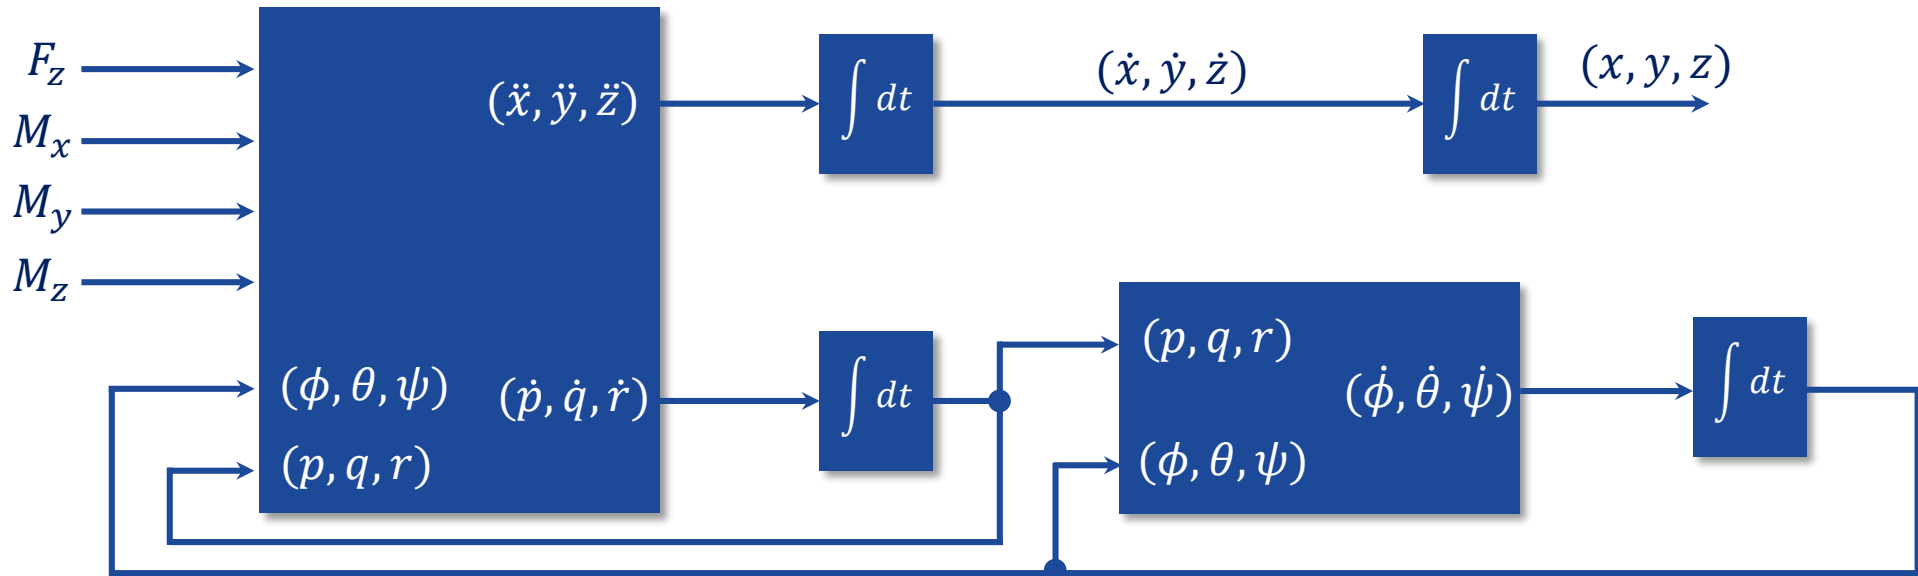 F_z
M_x
M_y
M_z
(ẍ, ÿ, z̈)
(ϕ, θ, ψ)
(p, q, r)
(ṗ, q̇, ṙ)
∫ dt
(ẋ, ẏ, ż)
∫ dt
(x, y, z)
∫ dt
(p, q, r)
(ϕ, θ, ψ)
(ϕ̇, θ̇, ψ̇)
∫ dt